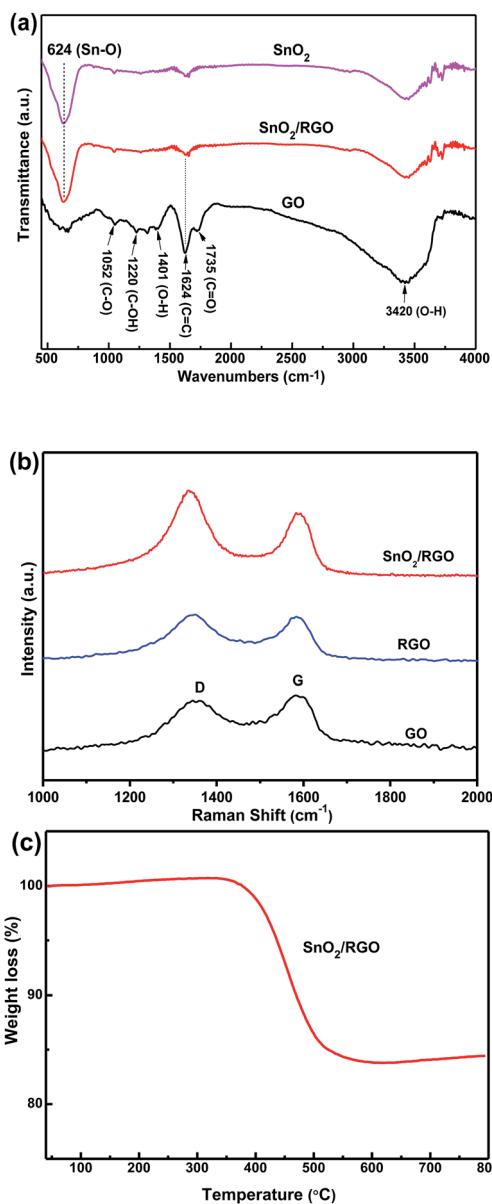 (a)
624 (Sn-O)
SnO2
SnO2/RGO
GO
1052 (C-O)
1220 (C-OH)
1401 (O-H)
1624 (C=C)
1735 (C=O)
3420 (O-H)
Transmittance (a.u.)
500 1000 1500 2000 2500 3000 3500 4000
Wavenumbers (cm-1)
(b)
SnO2/RGO
RGO
D
G
GO
Intensity (a.u.)
1000 1200 1400 1600 1800 2000
Raman Shift (cm-1)
(c)
100
90
80
SnO2/RGO
Weight loss (%)
100 200 300 400 500 600 700 80
Temperature (°C)